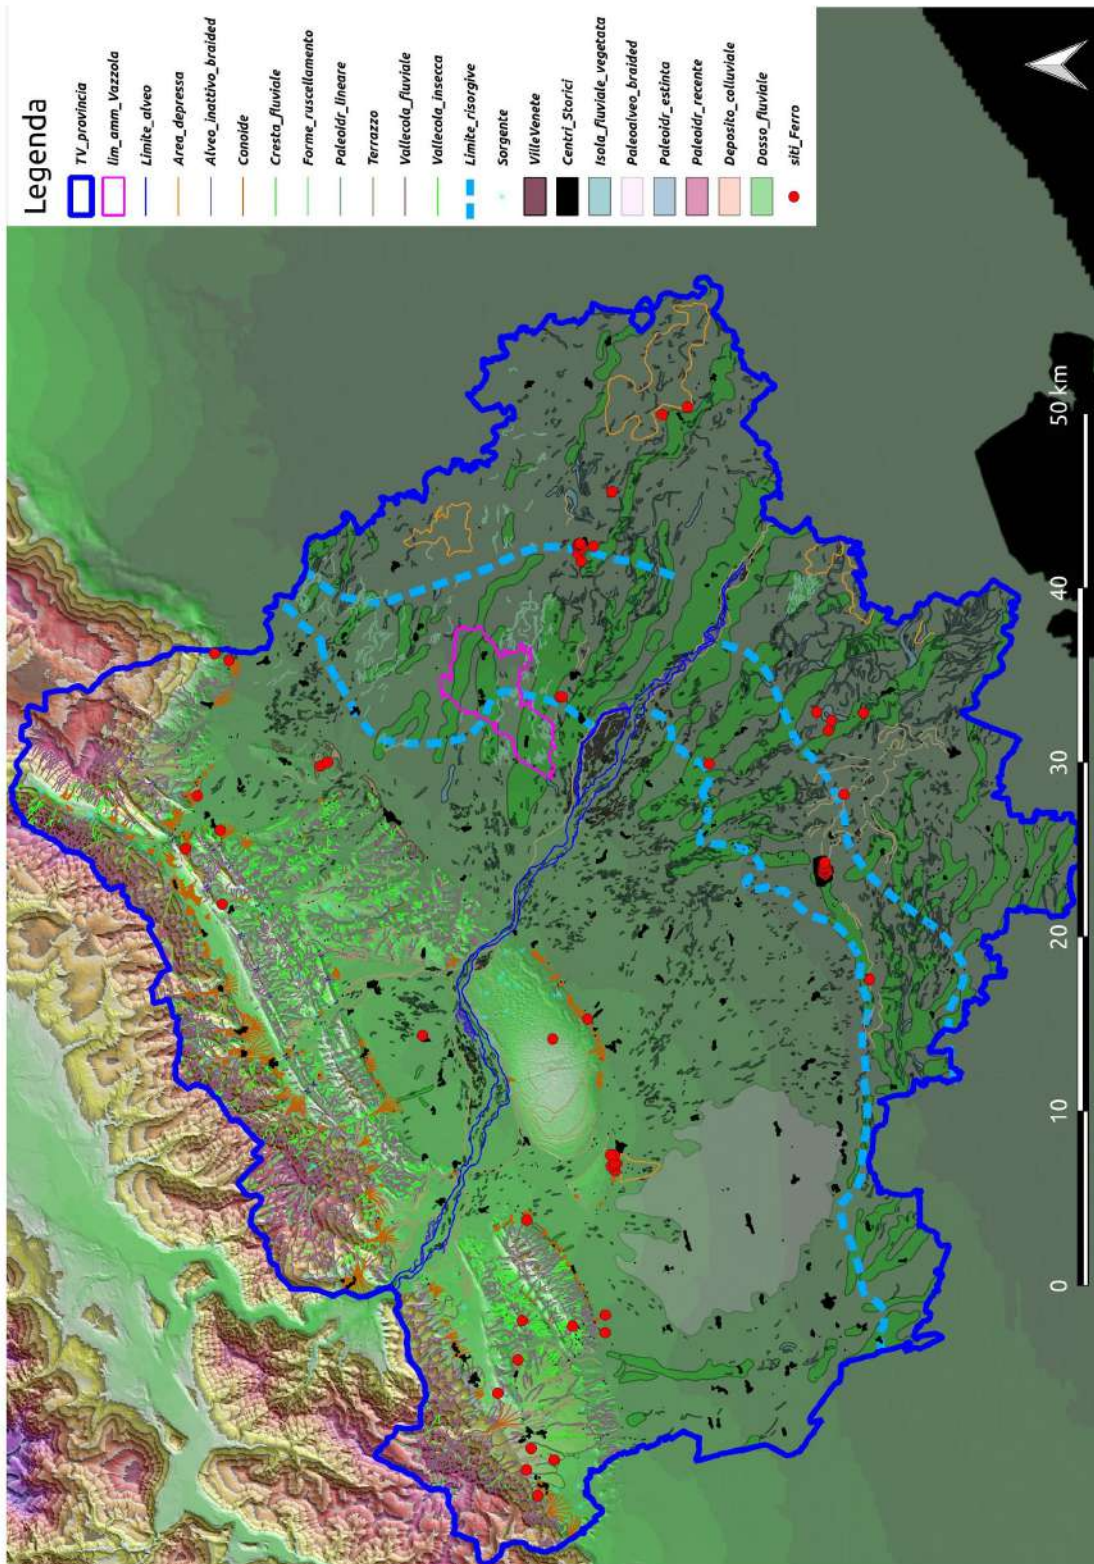 Legenda
TV_provincia
lim_amm_Vazzola
Limite_alveo
Area_depressa
Alveo_inattivo_braided
Conoide
Cresta_fluviale
Forme_ruscellamento
Paleoidr_lineare
Terrazzo
Vallecola_fluviale
Vallecola_insecca
Limite_risorgive
Sorgente
VilleVenete
Centri_Storici
Isola_fluviale_vegetata
Paleoalveo_braided
Paleoidr_estinta
Paleoidr_recente
Deposito_colluviale
Dosso_fluviale
siti_Ferro
0 10 20 30 40 50 km